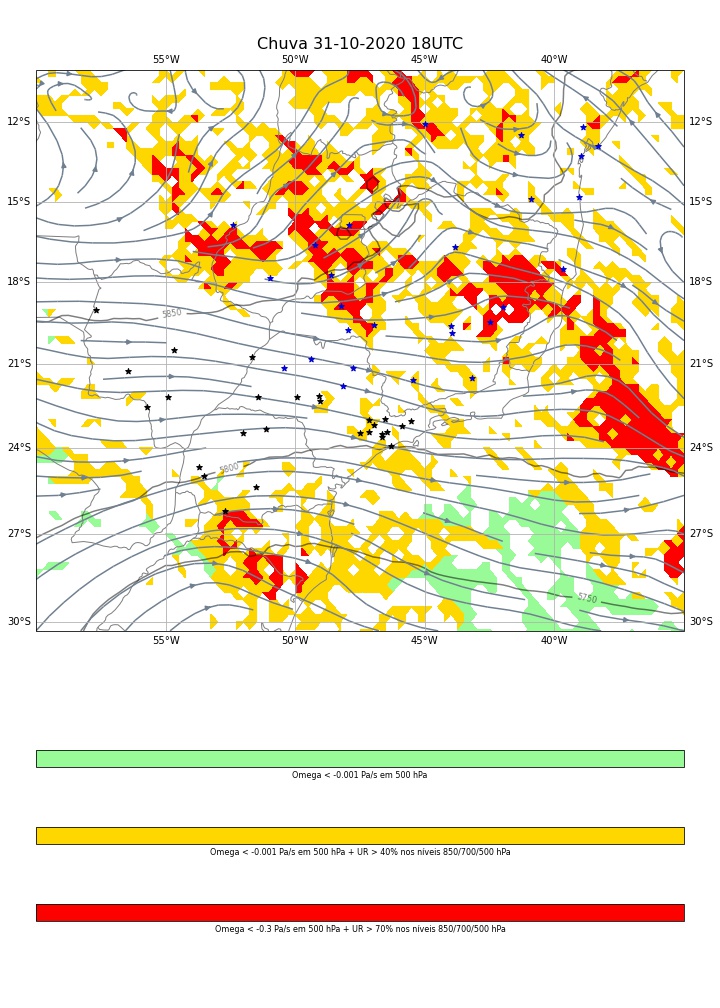 Chuva 31-10-2020 18UTC
55°W 50°W 45°W 40°W
12°S 12°S
15°S 15°S
18°S 18°S
5850
21°S 21°S
24°S 24°S
5800
27°S 27°S
5750
30°S 30°S
55°W 50°W 45°W 40°W
Omega < -0.001 Pa/s em 500 hPa
Omega < -0.001 Pa/s em 500 hPa + UR > 40% nos níveis 850/700/500 hPa
Omega < -0.3 Pa/s em 500 hPa + UR > 70% nos níveis 850/700/500 hPa